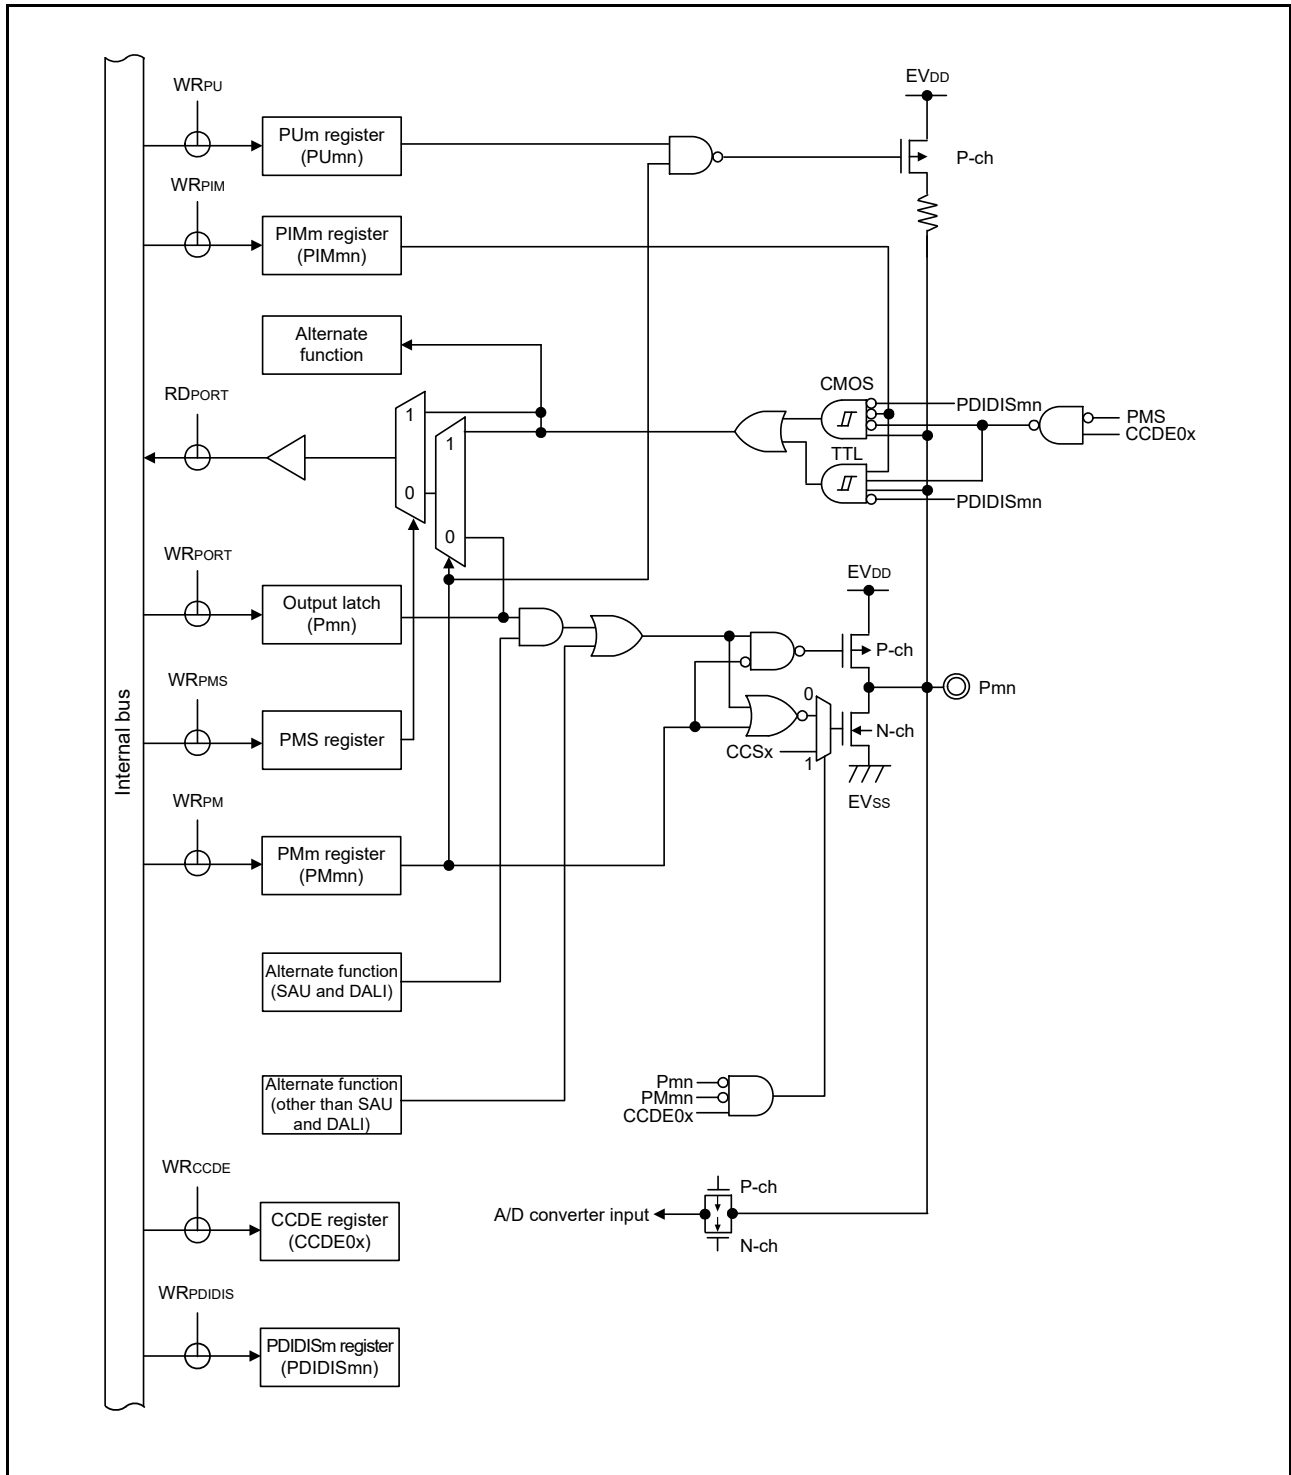 WRPU
EVDD
PUm register
(PUmn)
P-ch
WRPIM
PIMm register
(PIMmn)
Alternate
function
CMOS
RDPORT
1
PDIDISmn
PMS
CCDE0x
1
TTL
0
PDIDISmn
0
WRPORT
EVDD
Output latch
(Pmn)
P-ch
WRPMS
Pmn
0
PMS register
N-ch
CCSx
1
Internal bus
WRPM
EVSS
PMm register
(PMmn)
Alternate function
(SAU and DALI)
Alternate function
(other than SAU
and DALI)
Pmn
PMmn
CCDE0x
WRCCDE
P-ch
CCDE register
(CCDE0x)
A/D converter input
N-ch
WRPDIDIS
PDIDISm register
(PDIDISmn)